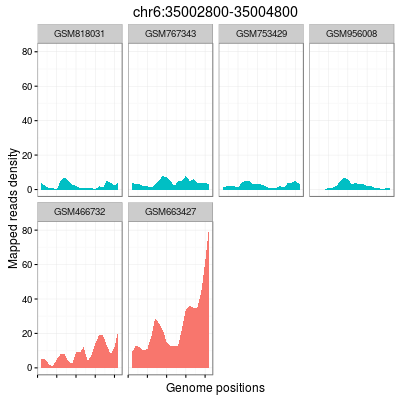 chr6:35002800-35004800
GSM818031 GSM767343 GSM753429 GSM956008
80
60
40
20
0
Mapped reads density
GSM466732 GSM663427
80
60
40
20
0
Genome positions